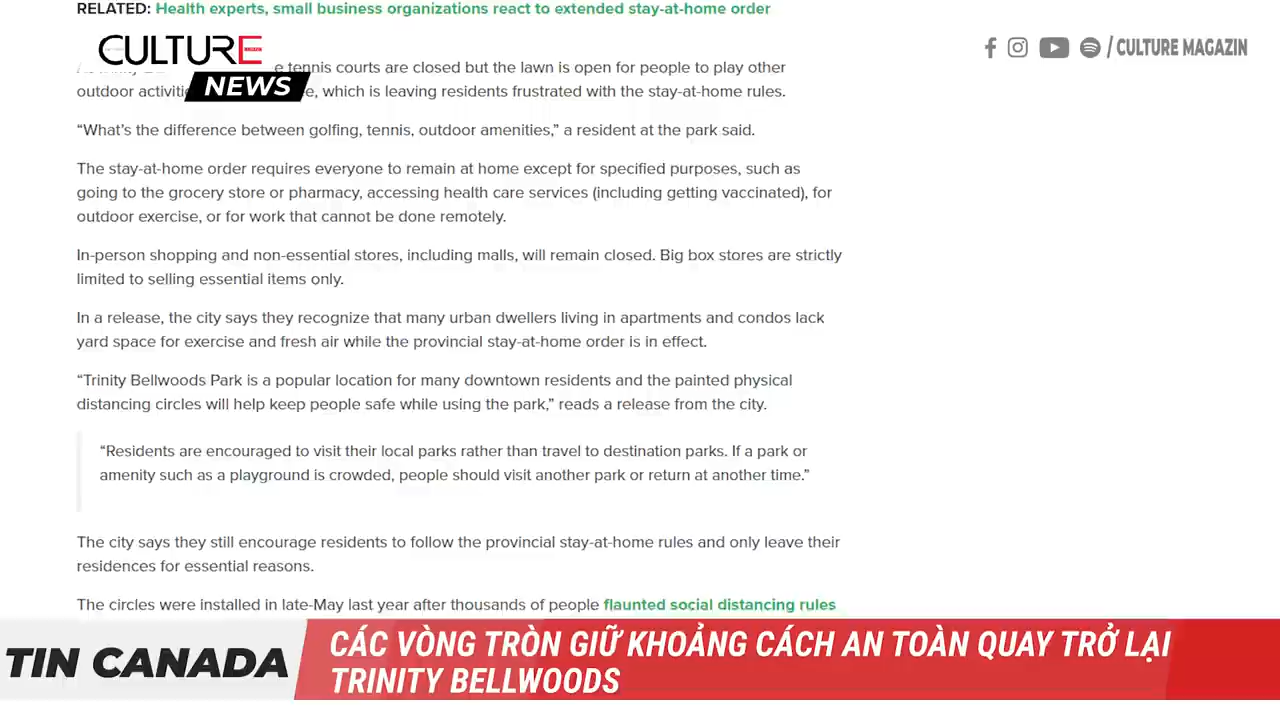 RELATED: Health experts, small business organizations react to extended stay-at-home order
CULTURE
NEWS
/ CULTURE MAGAZIN
tennis courts are closed but the lawn is open for people to play other
outdoor which is leaving residents frustrated with the stay-at-home rules.
“What’s the difference between golfing, tennis, outdoor amenities,” a resident at the park said.
The stay-at-home order requires everyone to remain at home except for specified purposes, such as
going to the grocery store or pharmacy, accessing health care services (including getting vaccinated), for
outdoor exercise, or for work that cannot be done remotely.
In-person shopping and non-essential stores, including malls, will remain closed. Big box stores are strictly
limited to selling essential items only.
In a release, the city says they recognize that many urban dwellers living in apartments and condos lack
yard space for exercise and fresh air while the provincial stay-at-home order is in effect.
“Trinity Bellwoods Park is a popular location for many downtown residents and the painted physical
distancing circles will help keep people safe while using the park,” reads a release from the city.
“Residents are encouraged to visit their local parks rather than travel to destination parks. If a park or
amenity such as a playground is crowded, people should visit another park or return at another time.”
The city says they still encourage residents to follow the provincial stay-at-home rules and only leave their
residences for essential reasons.
The circles were installed in late-May last year after thousands of people flaunted social distancing rules
TIN CANADA
CÁC VÒNG TRÒN GIỮ KHOẢNG CÁCH AN TOÀN QUAY TRỞ LẠI
TRINITY BELLWOODS